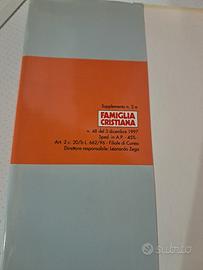 Supplemento n. 2 a
FAMIGLIA
CRISTIANA
n. 48 del 3 dicembre 1997
Sped. in A.P. - 45% -
Art. 2 c. 20/b L. 662/96 - Filiale di Cuneo
Direttore responsabile: Leonardo Zega
subito